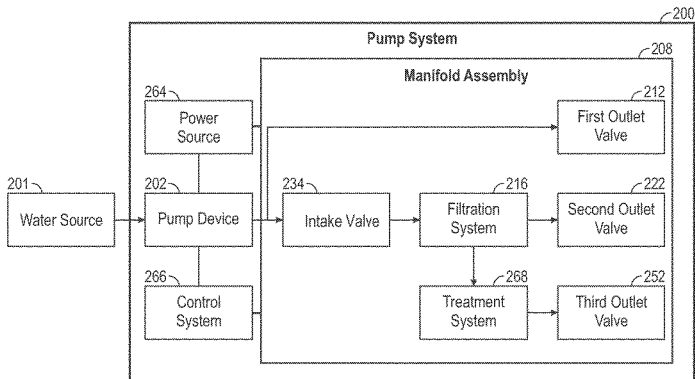 200
Pump System
208
Manifold Assembly
264
Power
Source
212
First Outlet
Valve
201
Water Source
202
Pump Device
234
Intake Valve
216
Filtration
System
222
Second Outlet
Valve
266
Control
System
268
Treatment
System
252
Third Outlet
Valve